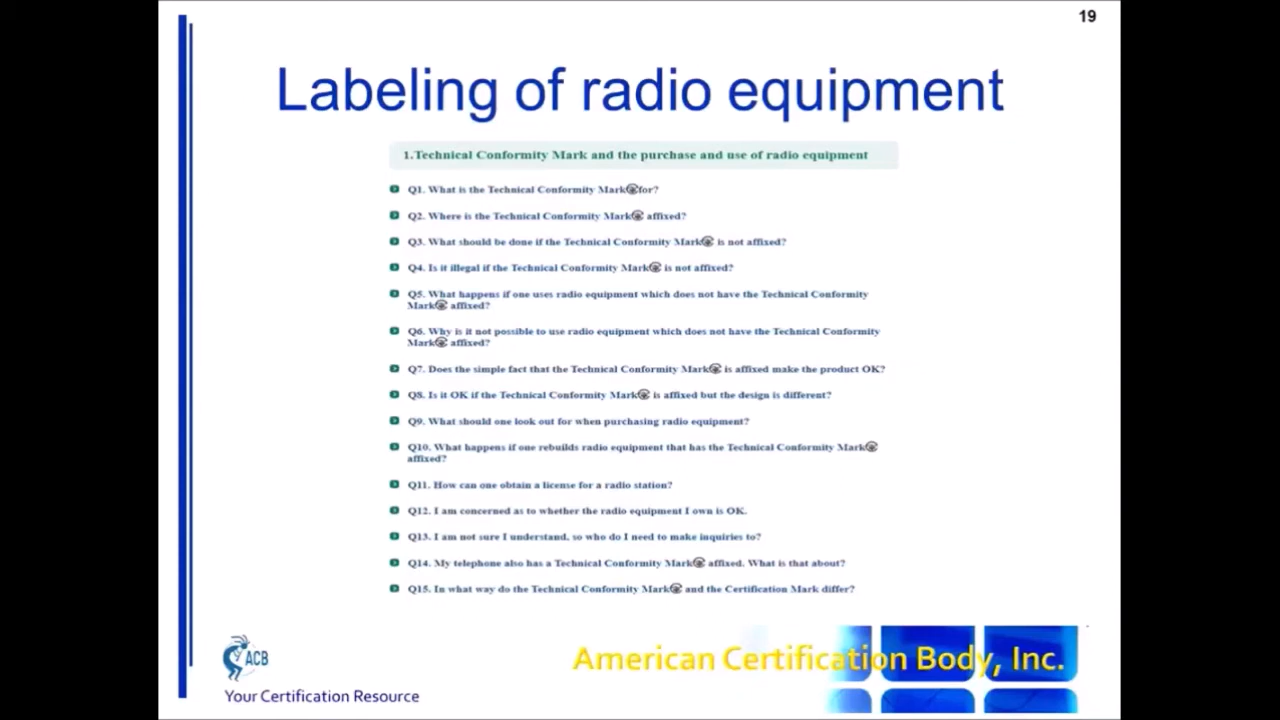 19
Labeling of radio equipment
1.Technical Conformity Mark and the purchase and use of radio equipment
Q1. What is the Technical Conformity Mark for?
Q2. Where is the Technical Conformity Mark affixed?
Q3. What should be done if the Technical Conformity Mark is not affixed?
Q4. Is it illegal if the Technical Conformity Mark is not affixed?
Q5. What happens if one uses radio equipment which does not have the Technical Conformity
Mark affixed?
Q6. Why is it not possible to use radio equipment which does not have the Technical Conformity
Mark affixed?
Q7. Does the simple fact that the Technical Conformity Mark is affixed make the product OK?
Q8. Is it OK if the Technical Conformity Mark is affixed but the design is different?
Q9. What should one look out for when purchasing radio equipment?
Q10. What happens if one rebuilds radio equipment that has the Technical Conformity Mark
affixed?
Q11. How can one obtain a license for a radio station?
Q12. I am concerned as to whether the radio equipment I own is OK.
Q13. I am not sure I understand, so who do I need to make inquiries to?
Q14. My telephone also has a Technical Conformity Mark affixed. What is that about?
Q15. In what way do the Technical Conformity Mark and the Certification Mark differ?
ACB
American Certification Body, Inc.
Your Certification Resource